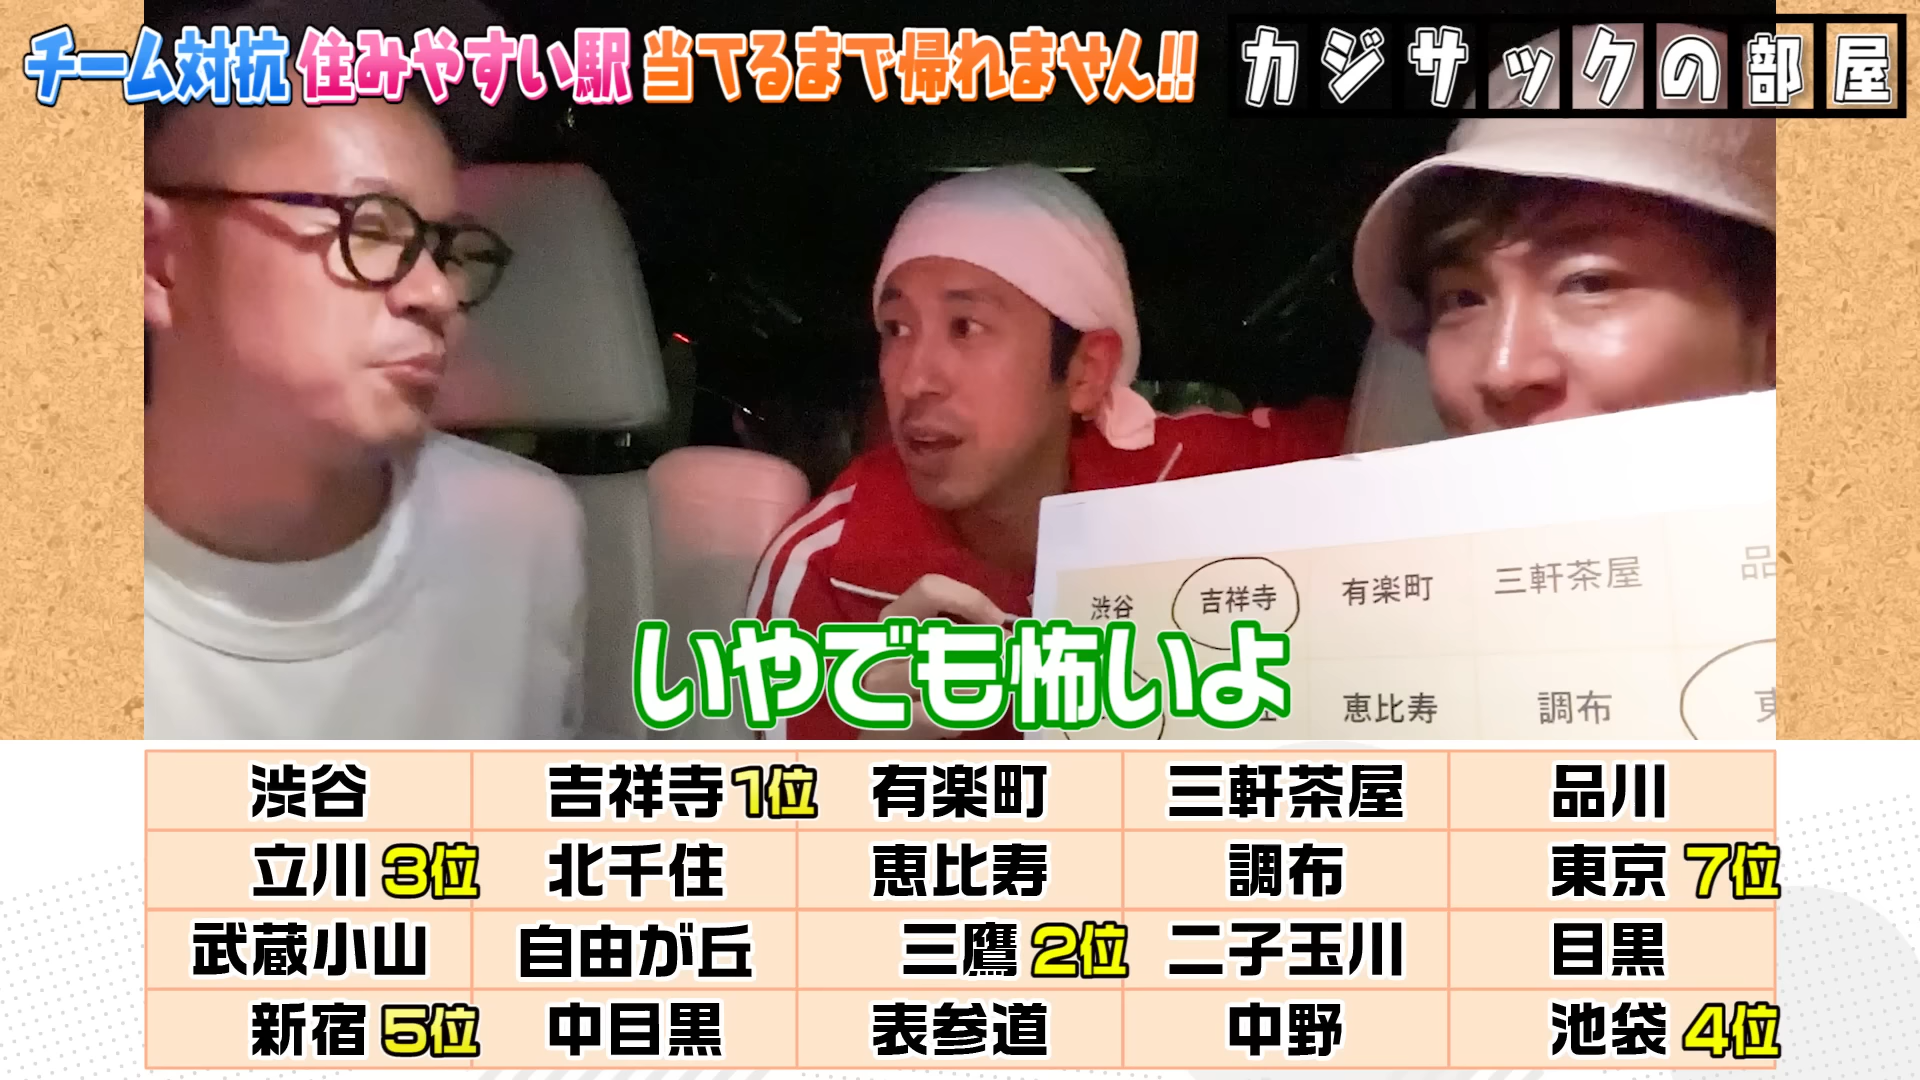 チーム対抗 住みやすい駅 当てるまで帰れません!!
カジサックの部屋
渋谷 吉祥寺 有楽町 三軒茶屋 品
恵比寿 調布
いやでも怖いよ
渋谷 吉祥寺 1位 有楽町 三軒茶屋 品川
立川 3位 北千住 恵比寿 調布 東京 7位
武蔵小山 自由が丘 三鷹 2位 二子玉川 目黒
新宿 5位 中目黒 表参道 中野 池袋 4位